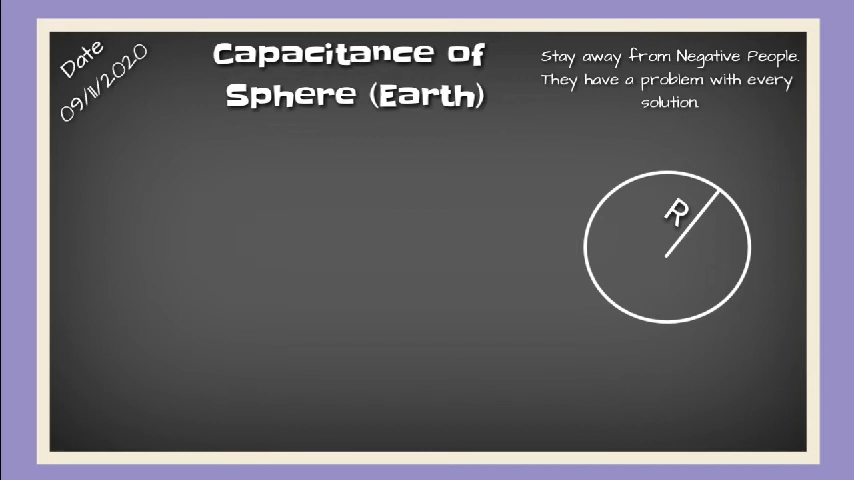 Date
09/11/2020
Capacitance of
Sphere (Earth)
Stay away from Negative People.
They have a problem with every
solution.
R